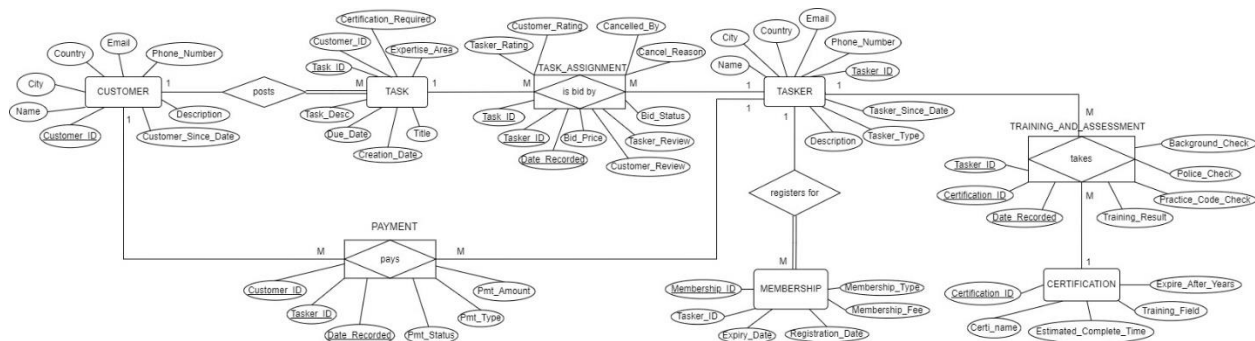 Certification_Required
Customer_ID
Task_ID
Expertise_Area
Country
Email
Phone_Number
City
Name
CUSTOMER
Customer_ID
Description
Customer_Since_Date
1
posts
M
TASK
1
Task_Desc
Due_Date
Creation_Date
Title
Customer_Rating
Cancelled_By
Tasker_Rating
Cancel_Reason
TASK_ASSIGNMENT
M
is bid by
M
Task_ID
Tasker_ID
Date_Recorded
Bid_Price
Bid_Status
Tasker_Review
Customer_Review
City
Country
Email
Phone_Number
Name
Tasker_ID
1
TASKER
1
1
1
Tasker_Since_Date
Tasker_Type
Description
M
TRAINING_AND_ASSESSMENT
Background_Check
Tasker_ID
takes
Police_Check
Certification_ID
Practice_Code_Check
Date_Recorded
M
Training_Result
registers for
1
PAYMENT
M
pays
M
Customer_ID
Tasker_ID
Date_Recorded
Pmt_Status
Pmt_Type
Pmt_Amount
M
Membership_ID
MEMBERSHIP
Membership_Type
Tasker_ID
Membership_Fee
Expiry_Date
Registration_Date
1
Certification_ID
CERTIFICATION
Expire_After_Years
Certi_name
Training_Field
Estimated_Complete_Time